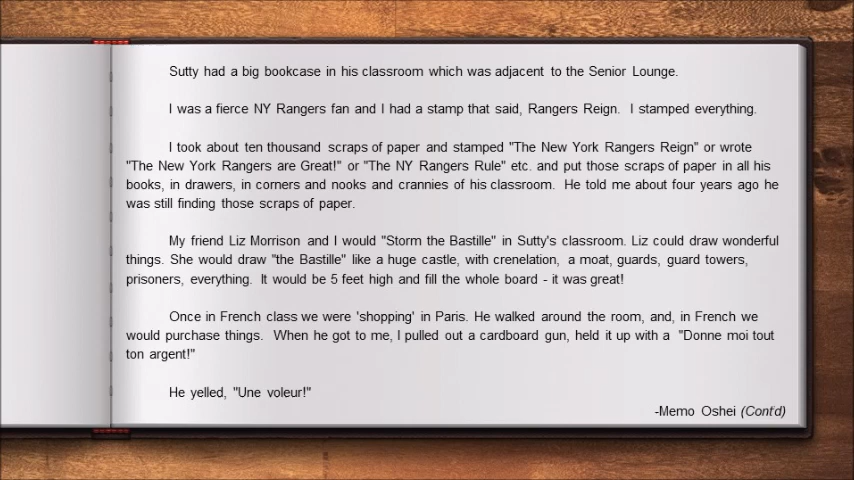 Sutty had a big bookcase in his classroom which was adjacent to the Senior Lounge.
I was a fierce NY Rangers fan and I had a stamp that said, Rangers Reign. I stamped everything.
I took about ten thousand scraps of paper and stamped "The New York Rangers Reign" or wrote
"The New York Rangers are Great!" or "The NY Rangers Rule" etc. and put those scraps of paper in all his
books, in drawers, in corners and nooks and crannies of his classroom. He told me about four years ago he
was still finding those scraps of paper.
My friend Liz Morrison and I would "Storm the Bastille" in Sutty's classroom. Liz could draw wonderful
things. She would draw "the Bastille" like a huge castle, with crenelation, a moat, guards, guard towers,
prisoners, everything. It would be 5 feet high and fill the whole board - it was great!
Once in French class we were 'shopping' in Paris. He walked around the room, and, in French we
would purchase things. When he got to me, I pulled out a cardboard gun, held it up with a "Donne moi tout
ton argent!"
He yelled, "Une voleur!"
-Memo Oshei (Cont'd)